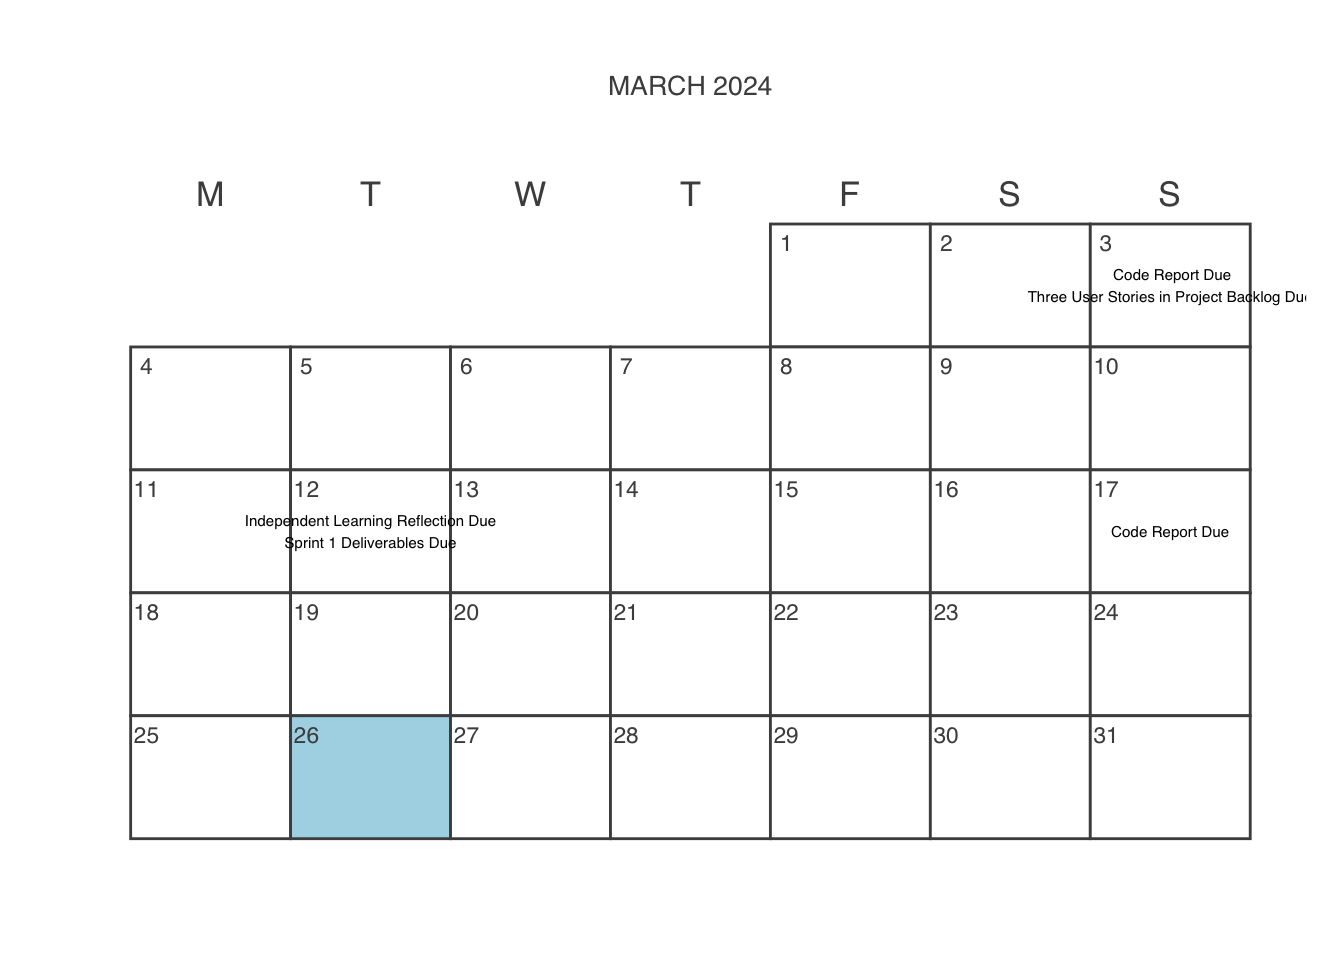 MARCH 2024
M T W T F S S
1 2 3
Code Report Due
Three User Stories in Project Backlog Du
4 5 6 7 8 9 10
11 12 13 14 15 16 17
Independent Learning Reflection Due
Sprint 1 Deliverables Due
Code Report Due
18 19 20 21 22 23 24
25 26 27 28 29 30 31